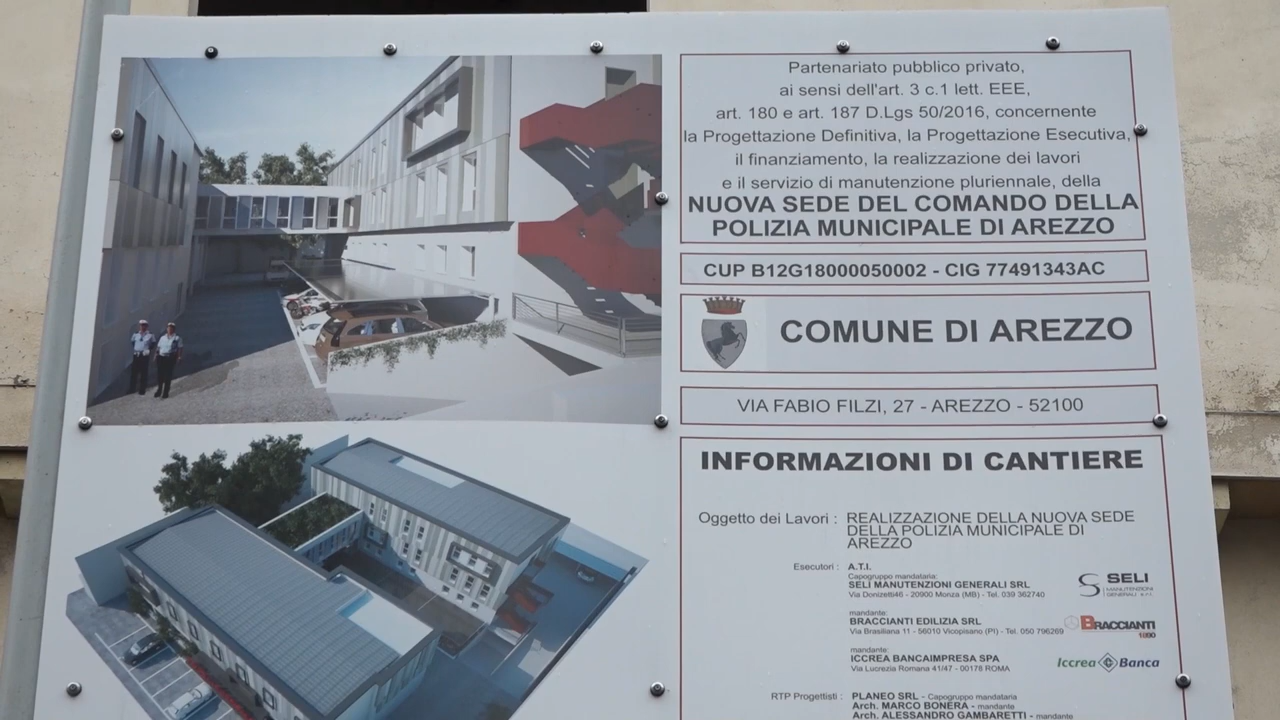 Partenariato pubblico privato,
ai sensi dell'art. 3 c.1 lett. EEE,
art. 180 e art. 187 D.Lgs 50/2016, concernente
la Progettazione Definitiva, la Progettazione Esecutiva,
il finanziamento, la realizzazione dei lavori
e il servizio di manutenzione pluriennale, della
NUOVA SEDE DEL COMANDO DELLA
POLIZIA MUNICIPALE DI AREZZO
CUP B12G18000050002 - CIG 77491343AC
COMUNE DI AREZZO
VIA FABIO FILZI, 27 - AREZZO - 52100
INFORMAZIONI DI CANTIERE
Oggetto dei Lavori : REALIZZAZIONE DELLA NUOVA SEDE
DELLA POLIZIA MUNICIPALE DI
AREZZO
Esecutori : A.T.I.
Capogruppo mandataria:
SELI MANUTENZIONI GENERALI SRL
Via Donizetti46 - 20900 Monza (MB) - Tel. 039 362740
SELI
MANUTENZIONI
GENERALI s.r.l.
mandante:
BRACCIANTI EDILIZIA SRL
Via Brasiliana 11 - 56010 Vicopisano (PI) - Tel. 050 796269
BRACCIANTI
1890
mandante:
ICCREA BANCAIMPRESA SPA
Via Lucrezia Romana 41/47 - 00178 ROMA
Iccrea Banca
RTP Progettisti : PLANEO SRL - Capogruppo mandataria
Arch. MARCO BONERA - mandante
Arch. ALESSANDRO GAMBARETTI - mandante